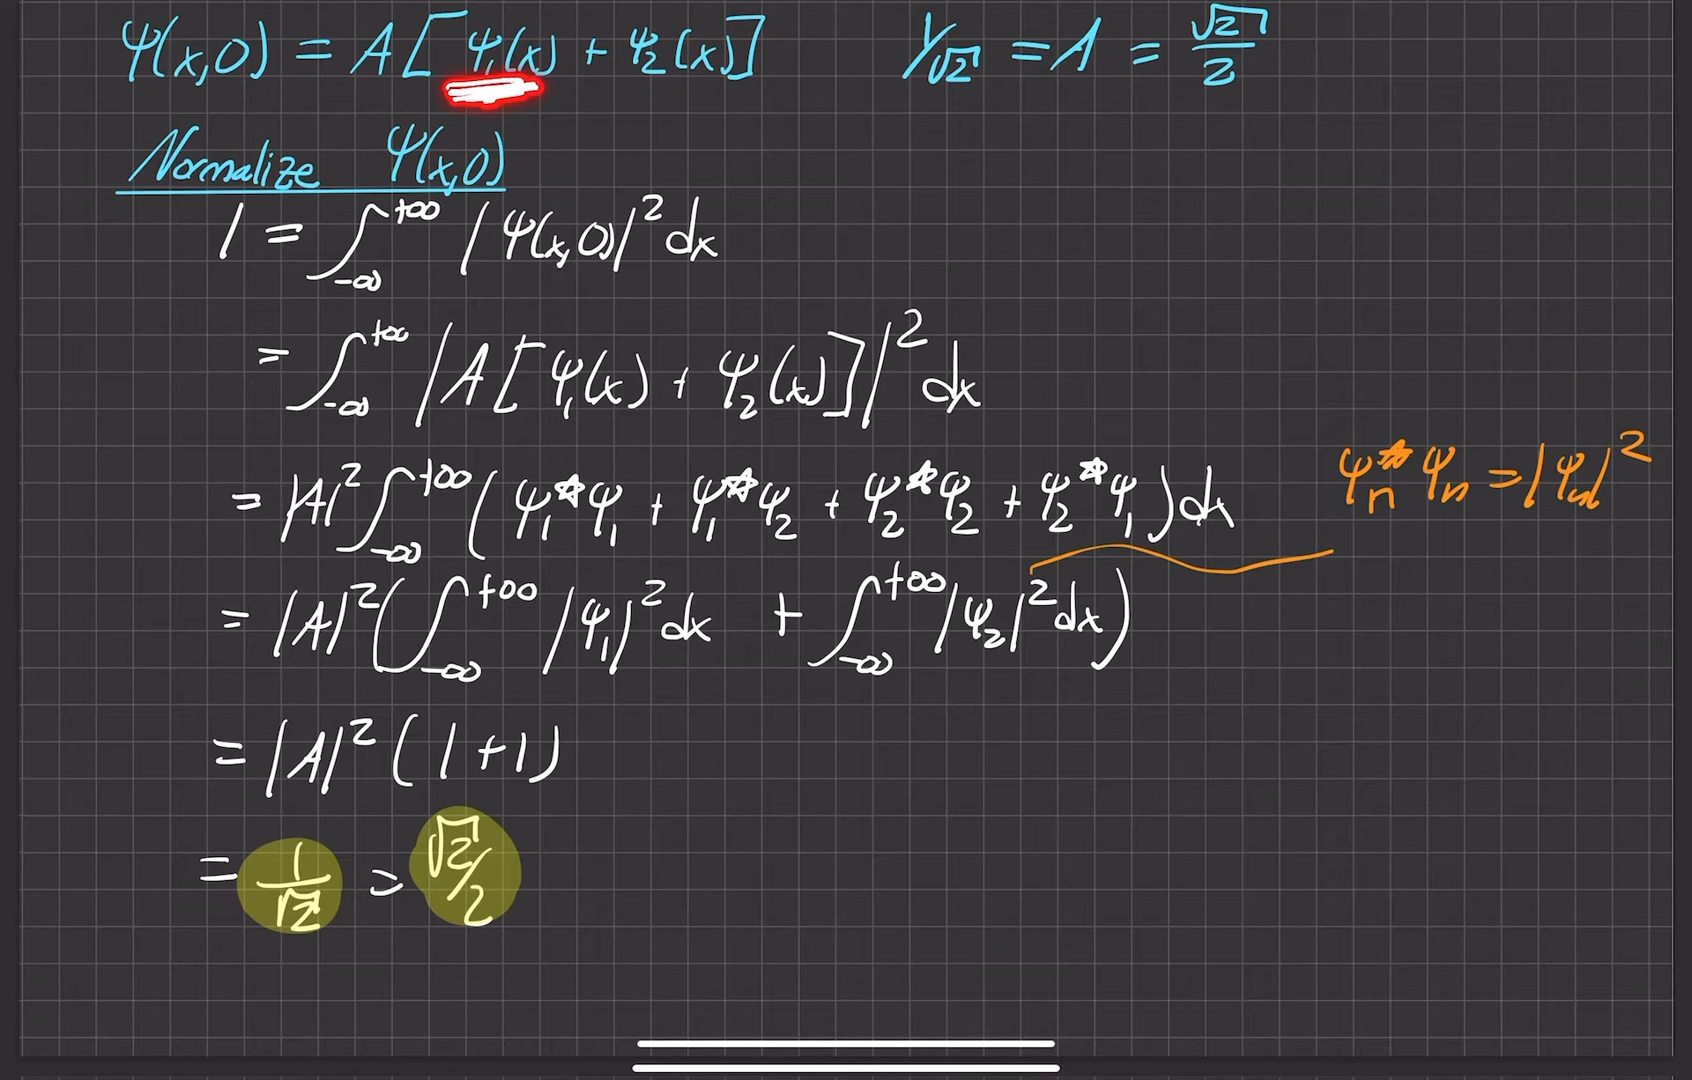 Ψ(x,0) = A[ψ₁(x) + ψ₂(x)]    1/√2 = A = √2/2
Normalize Ψ(x,0)
1 = ∫₋∞⁺∞ |Ψ(x,0)|² dx
= ∫₋∞⁺∞ |A[ψ₁(x) + ψ₂(x)]|² dx
= |A|² ∫₋∞⁺∞ (ψ₁*ψ₁ + ψ₁*ψ₂ + ψ₂*ψ₂ + ψ₂*ψ₁) dx    ψₙ*ψₙ = |ψₙ|²
= |A|² (∫₋∞⁺∞ |ψ₁|² dx + ∫₋∞⁺∞ |ψ₂|² dx)
= |A|² (1 + 1)
= 1/√2 = √2/2